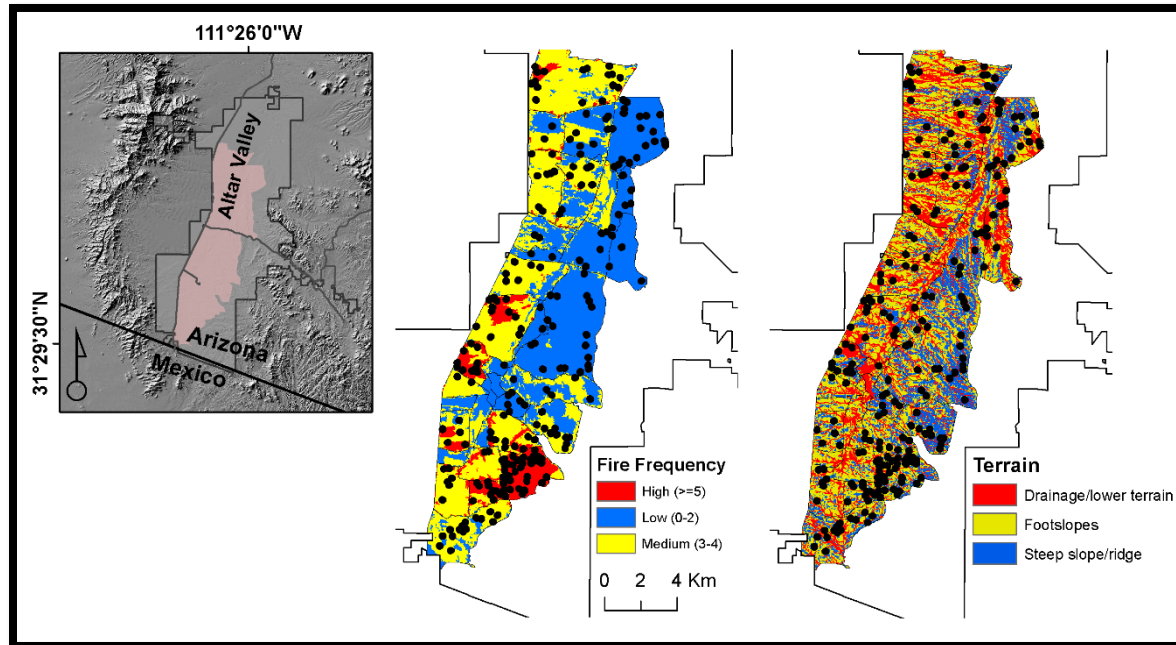 111°26'0"W
31°29'30"N
Altar Valley
Arizona
Mexico
Fire Frequency
High (>=5)
Low (0-2)
Medium (3-4)
0 2 4 Km
Terrain
Drainage/lower terrain
Footslopes
Steep slope/ridge